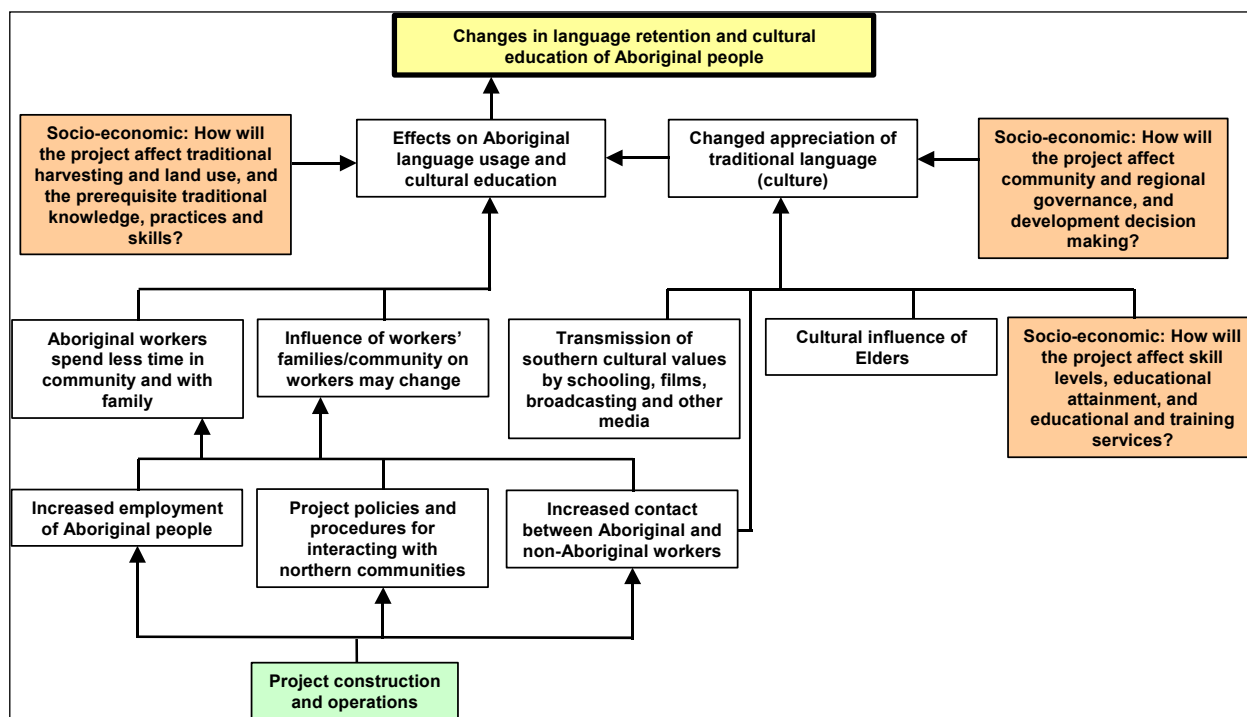 Changes in language retention and cultural
education of Aboriginal people
Socio-economic: How will
the project affect traditional
harvesting and land use, and
the prerequisite traditional
knowledge, practices and
skills?
Effects on Aboriginal
language usage and
cultural education
Changed appreciation of
traditional language
(culture)
Socio-economic: How will
the project affect
community and regional
governance, and
development decision
making?
Aboriginal workers
spend less time in
community and with
family
Influence of workers’
families/community on
workers may change
Transmission of
southern cultural values
by schooling, films,
broadcasting and other
media
Cultural influence of
Elders
Socio-economic: How will
the project affect skill
levels, educational
attainment, and
educational and training
services?
Increased employment
of Aboriginal people
Project policies and
procedures for
interacting with
northern communities
Increased contact
between Aboriginal and
non-Aboriginal workers
Project construction
and operations